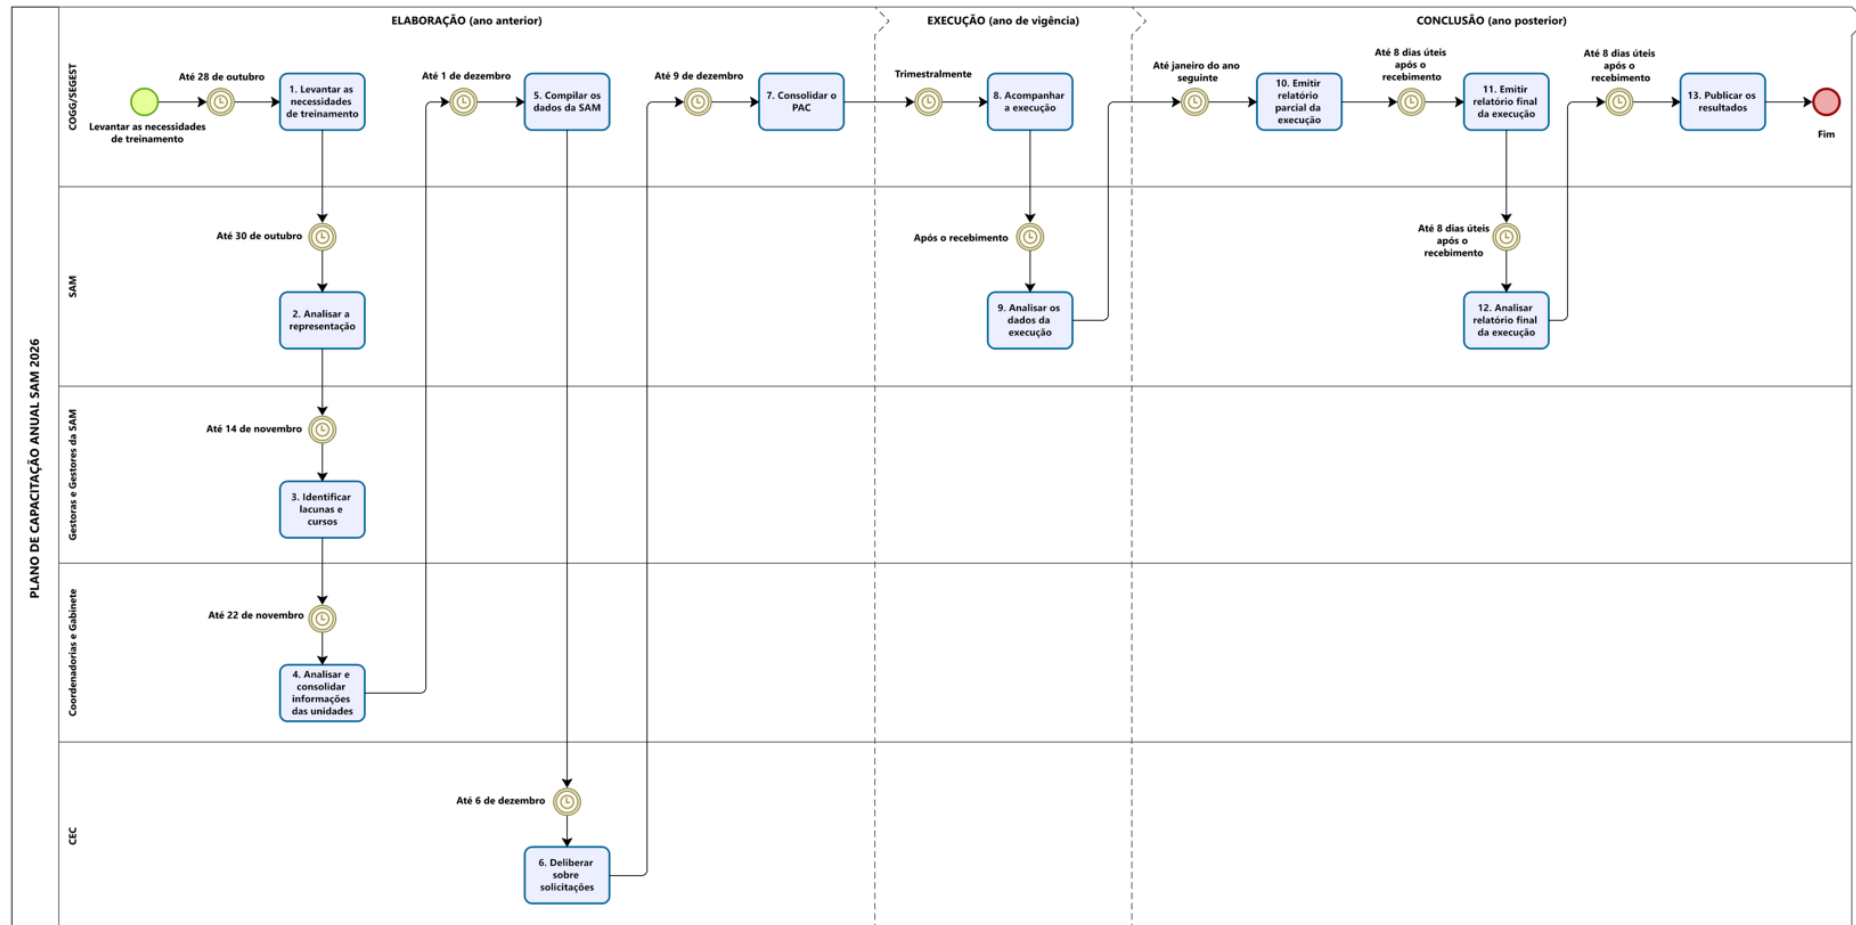 PLANO DE CAPACITAÇÃO ANUAL SAM 2026
ELABORAÇÃO (ano anterior)
EXECUÇÃO (ano de vigência)
CONCLUSÃO (ano posterior)
COGG/SEGEST
Levantar as necessidades
de treinamento
Até 28 de outubro
1. Levantar as
necessidades
de treinamento
Até 1 de dezembro
5. Compilar os
dados da SAM
Até 9 de dezembro
7. Consolidar o
PAC
Trimestralmente
8. Acompanhar
a execução
Até janeiro do ano
seguinte
10. Emitir
relatório
parcial da
execução
Até 8 dias úteis
após o
recebimento
11. Emitir
relatório final
da execução
Até 8 dias úteis
após o
recebimento
13. Publicar os
resultados
Fim
SAM
Até 30 de outubro
2. Analisar a
representação
Após o recebimento
9. Analisar os
dados da
execução
Até 8 dias úteis
após o
recebimento
12. Analisar
relatório final
da execução
Gestoras e Gestores da SAM
Até 14 de novembro
3. Identificar
lacunas e
cursos
Coordenadorias e Gabinete
Até 22 de novembro
4. Analisar e
consolidar
informações
das unidades
CEC
Até 6 de dezembro
6. Deliberar
sobre
solicitações